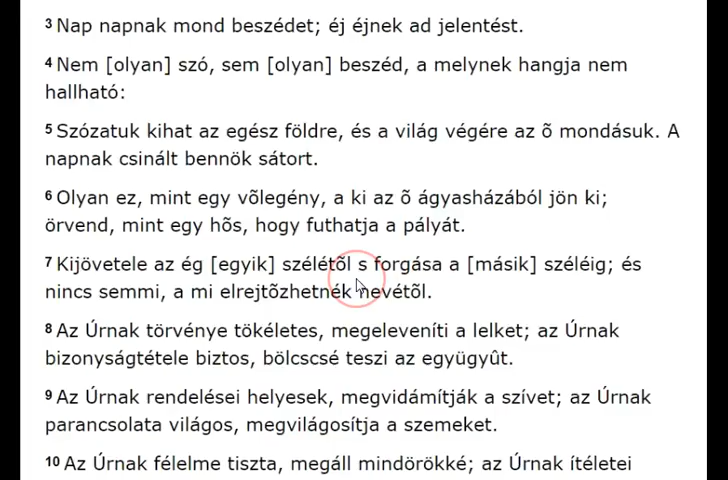 3 Nap napnak mond beszédet; éj éjnek ad jelentést.
4 Nem [olyan] szó, sem [olyan] beszéd, a melynek hangja nem
hallható:
5 Szózatuk kihat az egész földre, és a világ végére az õ mondásuk. A
napnak csinált bennök sátort.
6 Olyan ez, mint egy võlegény, a ki az õ ágyasházából jön ki;
örvend, mint egy hõs, hogy futhatja a pályát.
7 Kijövetele az ég [egyik] szélétõl s forgása a [másik] széléig; és
nincs semmi, a mi elrejtõzhetnék hevétõl.
8 Az Úrnak törvénye tökéletes, megeleveníti a lelket; az Úrnak
bizonyságtétele biztos, bölcscsé teszi az együgyût.
9 Az Úrnak rendelései helyesek, megvidámítják a szívet; az Úrnak
parancsolata világos, megvilágosítja a szemeket.
10 Az Úrnak félelme tiszta, megáll mindörökké; az Úrnak ítéletei